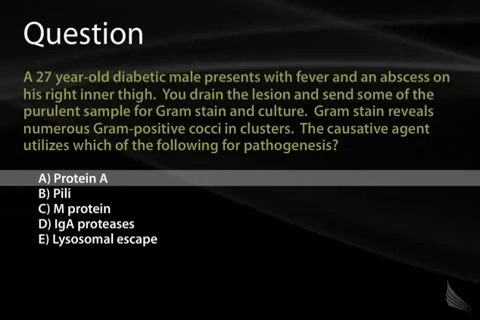 Question
A 27 year-old diabetic male presents with fever and an abscess on
his right inner thigh.  You drain the lesion and send some of the
purulent sample for Gram stain and culture.  Gram stain reveals
numerous Gram-positive cocci in clusters.  The causative agent
utilizes which of the following for pathogenesis?
A) Protein A
B) Pili
C) M protein
D) IgA proteases
E) Lysosomal escape